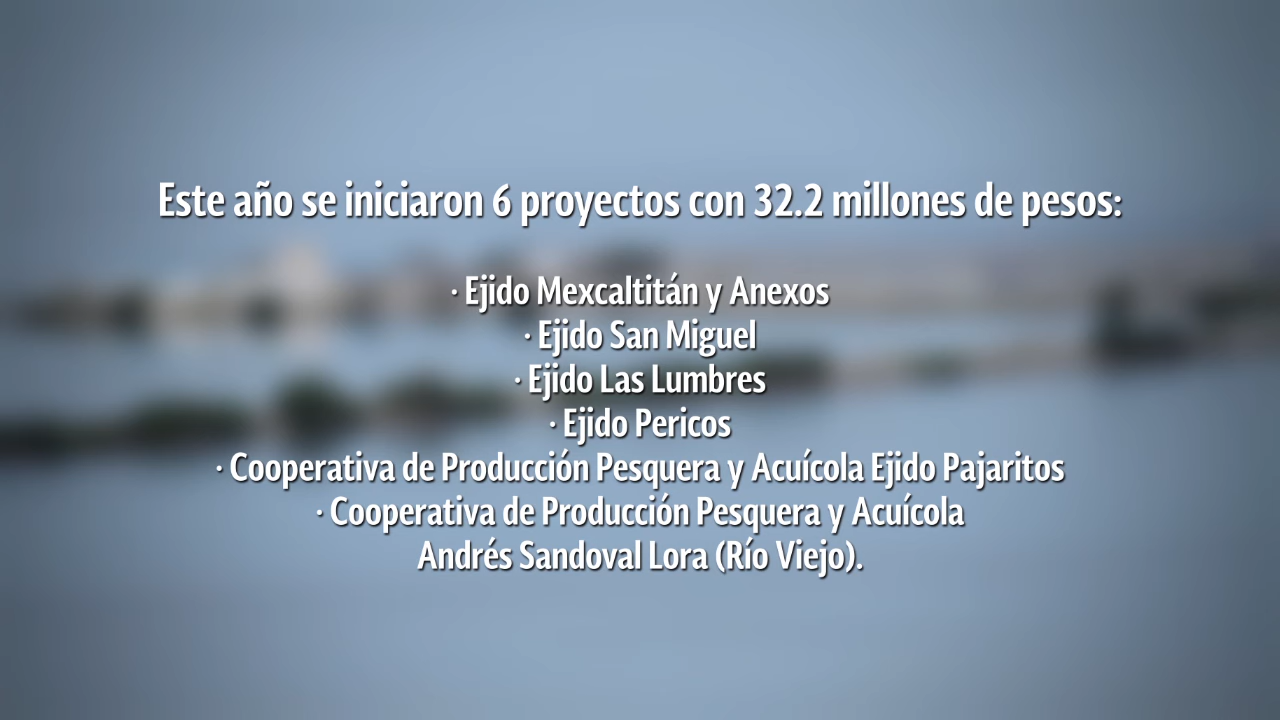 Este año se iniciaron 6 proyectos con 32.2 millones de pesos:
· Ejido Mexcaltitán y Anexos
· Ejido San Miguel
· Ejido Las Lumbres
· Ejido Pericos
· Cooperativa de Producción Pesquera y Acuícola Ejido Pajaritos
· Cooperativa de Producción Pesquera y Acuícola
Andrés Sandoval Lora (Río Viejo).